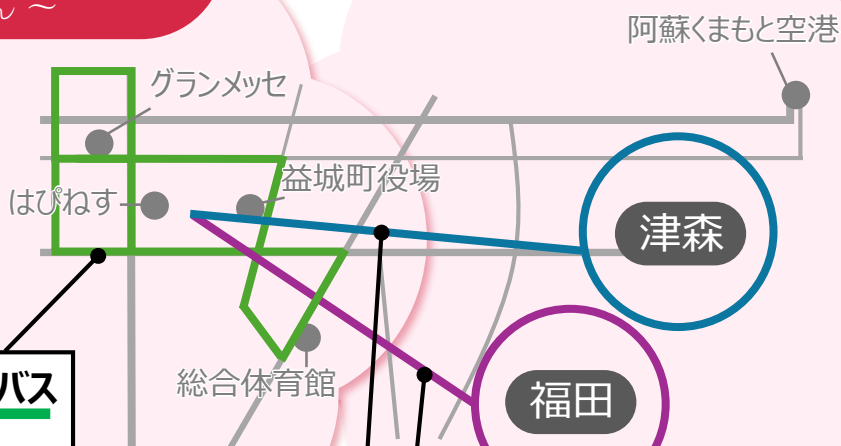 ん ～
阿蘇くまもと空港
グランメッセ
益城町役場
はぴねす
津森
総合体育館
バス
福田